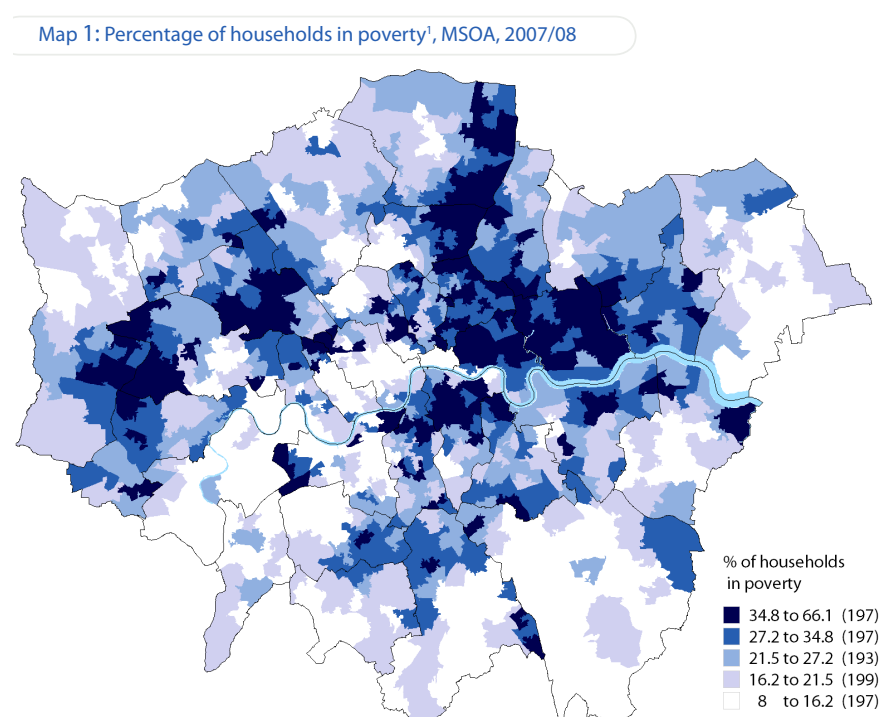 Map 1: Percentage of households in poverty¹, MSOA, 2007/08
% of households
in poverty
34.8 to 66.1 (197)
27.2 to 34.8 (197)
21.5 to 27.2 (193)
16.2 to 21.5 (199)
8 to 16.2 (197)